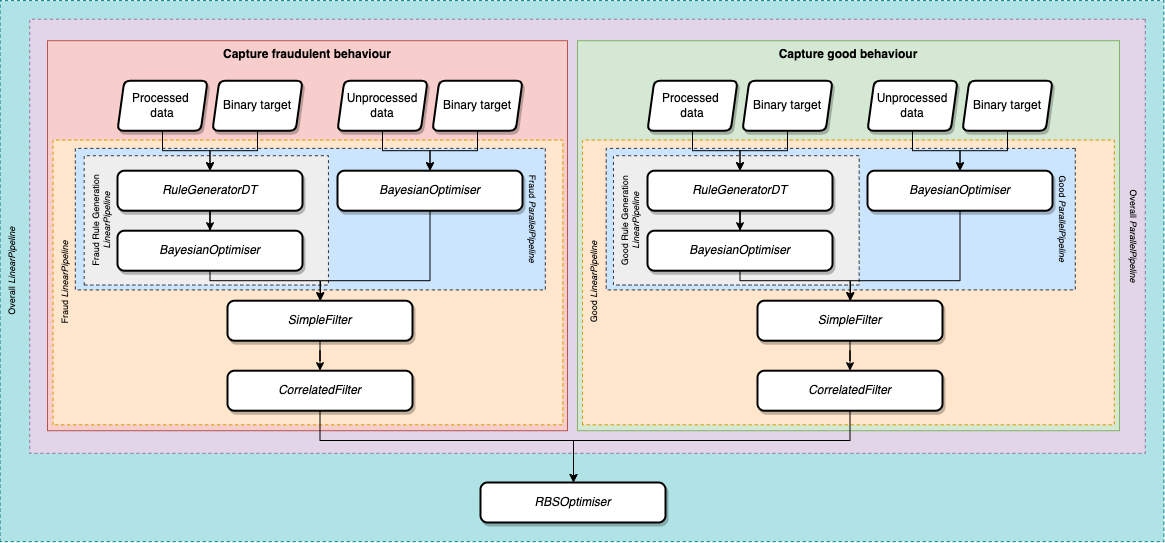 Capture fraudulent behaviour
Processed
data
Binary target
Unprocessed
data
Binary target
RuleGeneratorDT
BayesianOptimiser
BayesianOptimiser
Fraud Rule Generation
LinearPipeline
Fraud ParallelPipeline
Fraud LinearPipeline
SimpleFilter
CorrelatedFilter
Capture good behaviour
Processed
data
Binary target
Unprocessed
data
Binary target
RuleGeneratorDT
BayesianOptimiser
BayesianOptimiser
Good Rule Generation
LinearPipeline
Good ParallelPipeline
Good LinearPipeline
SimpleFilter
CorrelatedFilter
Overall ParallelPipeline
Overall LinearPipeline
RBSOptimiser